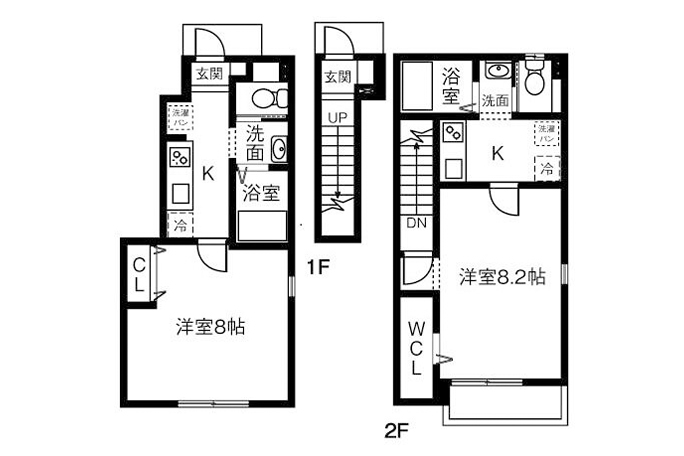 玄関
洗濯
パン
洗
面
K
浴室
冷
CL
洋室8帖
玄関
UP
1F
浴
室
洗面
K
洗濯
パン
冷
DN
洋室8.2帖
WCL
2F